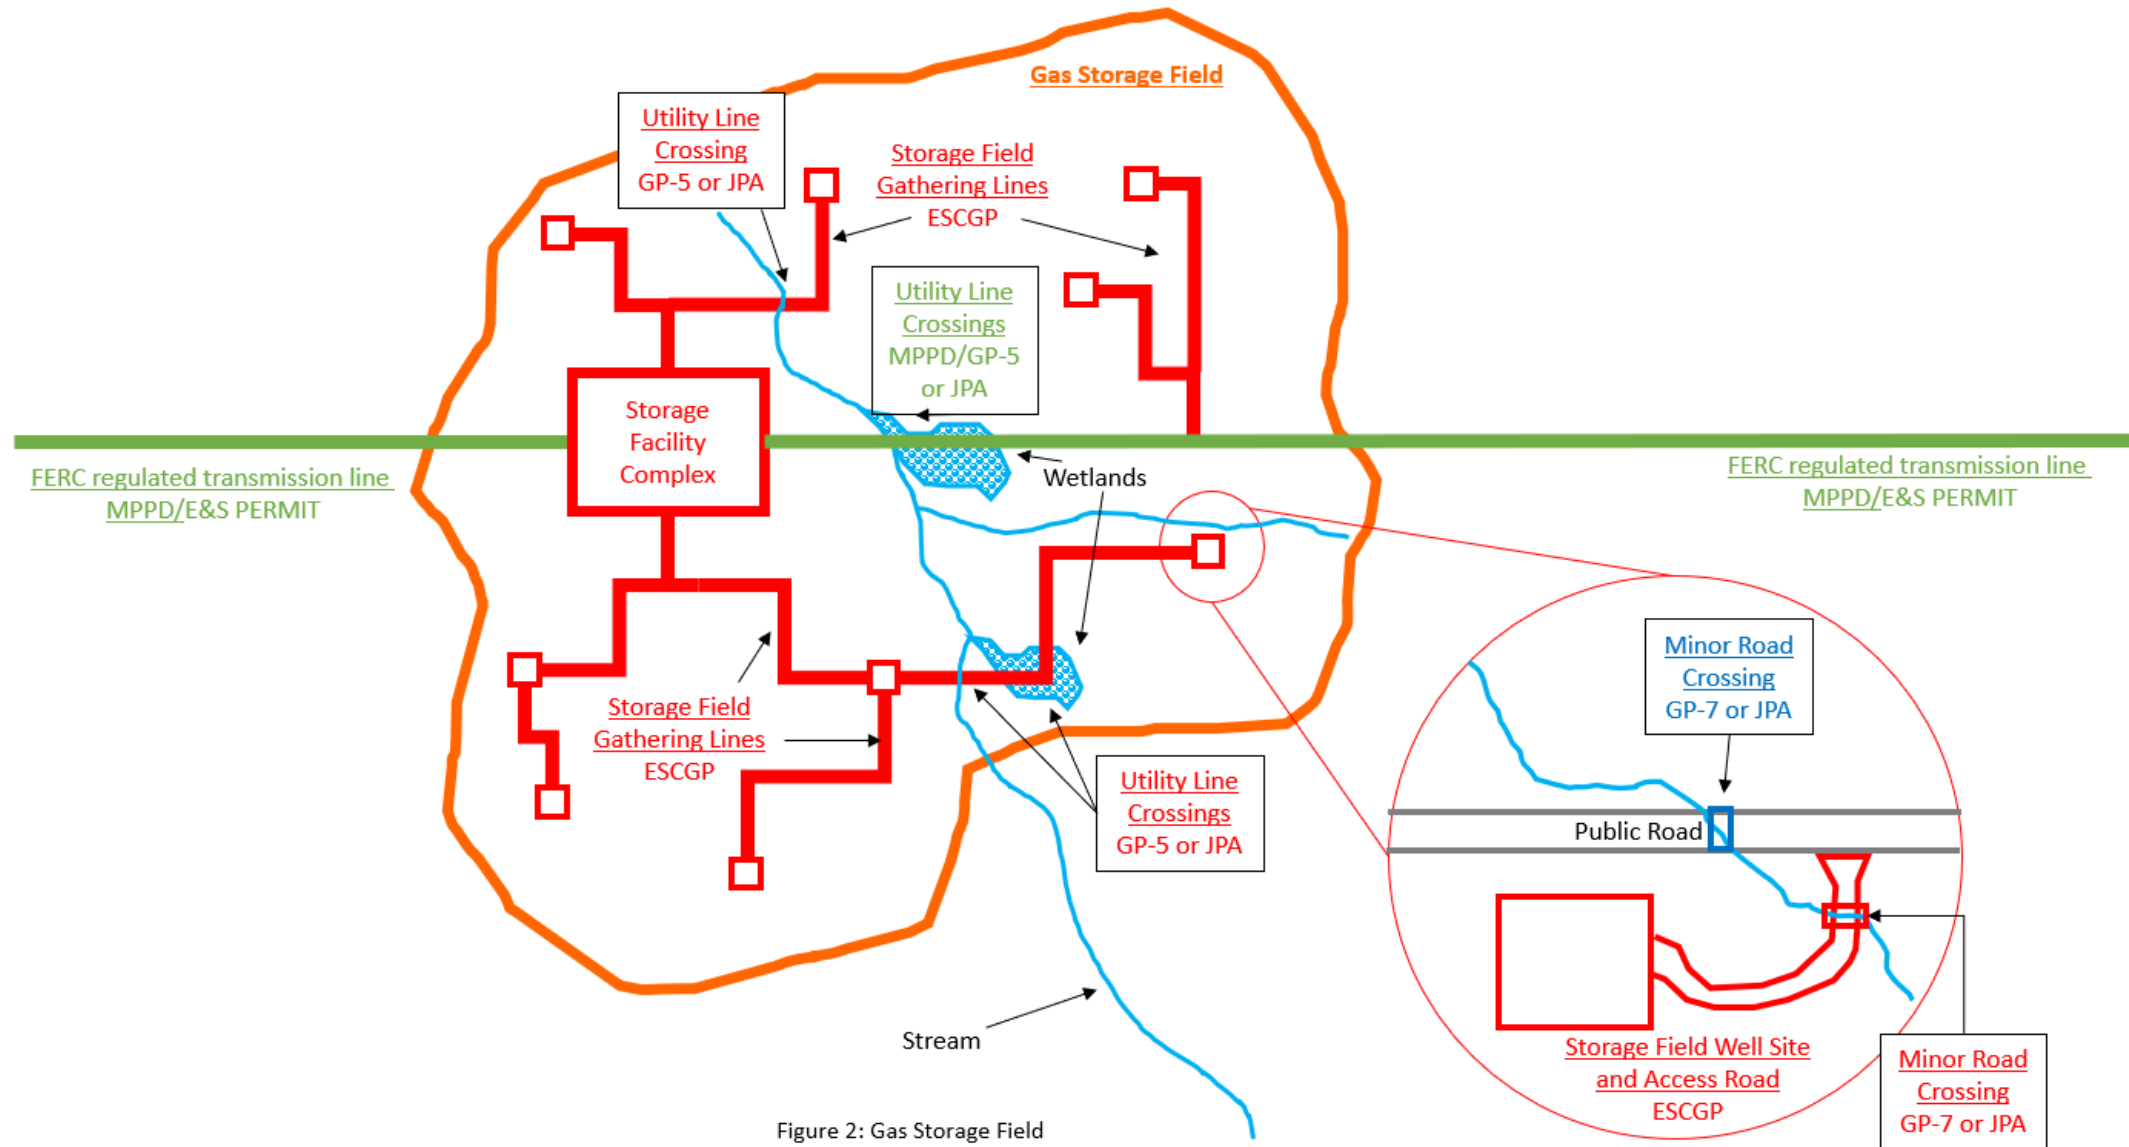 Gas Storage Field
Utility Line
Crossing
GP-5 or JPA
Storage Field
Gathering Lines
ESCGP
Utility Line
Crossings
MPPD/GP-5
or JPA
Storage
Facility
Complex
FERC regulated transmission line
MPPD/E&S PERMIT
Wetlands
FERC regulated transmission line
MPPD/E&S PERMIT
Storage Field
Gathering Lines
ESCGP
Utility Line
Crossings
GP-5 or JPA
Minor Road
Crossing
GP-7 or JPA
Public Road
Storage Field Well Site
and Access Road
ESCGP
Minor Road
Crossing
GP-7 or JPA
Stream
Figure 2: Gas Storage Field